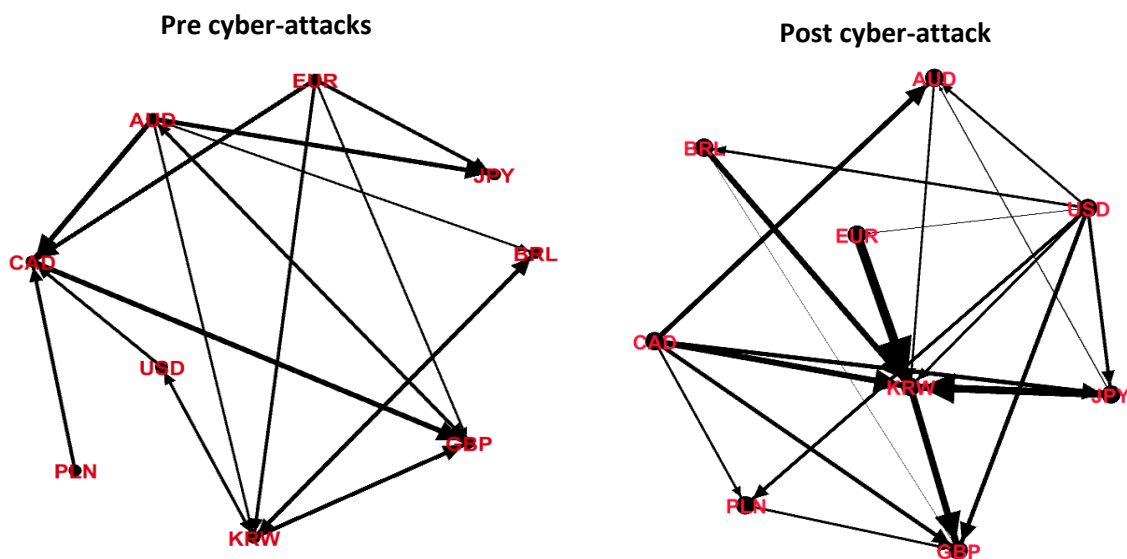 Pre cyber-attacks
EUR
AUD
JPY
BRL
CAD
USD
GBP
PLN
KRW
Post cyber-attack
AUD
BRL
USD
EUR
CAD
KRW
JPY
PLN
GBP